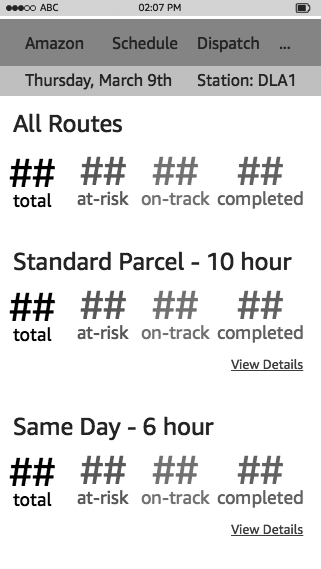 ABC 02:07 PM
Amazon Schedule Dispatch ...
Thursday, March 9th Station: DLA1
All Routes
## ## ## ##
total at-risk on-track completed
Standard Parcel - 10 hour
## ## ## ##
total at-risk on-track completed
View Details
Same Day - 6 hour
## ## ## ##
total at-risk on-track completed
View Details